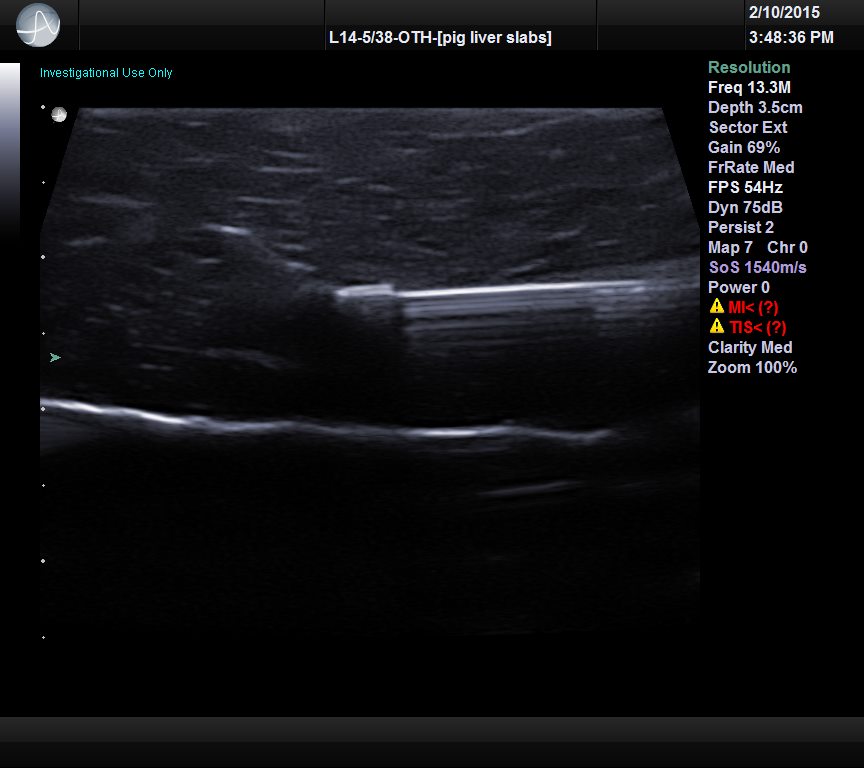 2/10/2015
L14-5/38-OTH-[pig liver slabs]
3:48:36 PM
Investigational Use Only
Resolution
Freq 13.3M
Depth 3.5cm
Sector Ext
Gain 69%
FrRate Med
FPS 54Hz
Dyn 75dB
Persist 2
Map 7 Chr 0
SoS 1540m/s
Power 0
MI< (?)
TIS< (?)
Clarity Med
Zoom 100%